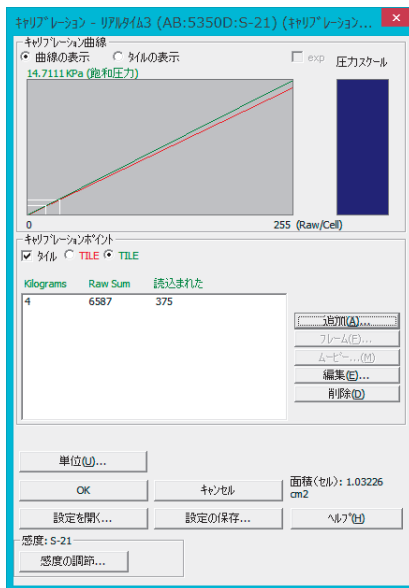 ｷｬﾘﾌﾞﾚｰｼｮﾝ - ﾘｱﾙﾀｲﾑ3 (AB:5350D:S-21) (ｷｬﾘﾌﾞﾚｰｼｮﾝ...
ｷｬﾘﾌﾞﾚｰｼｮﾝ曲線
曲線の表示 ﾀｲﾙの表示 exp 圧力スケール
14.7111 KPa (飽和圧力)
0 255 (Raw/Cell)
ｷｬﾘﾌﾞﾚｰｼｮﾝﾎﾟｲﾝﾄ
ﾀｲﾙ TILE TILE
Kilograms Raw Sum 読込まれた
4 6587 375
追加(A)...
ﾌﾚｰﾑ(F)...
ﾑｰﾋﾞｰ...(M)
編集(E)...
削除(D)
単位(U)...
OK ｷｬﾝｾﾙ 面積(セル): 1.03226
cm2
設定を開く... 設定の保存... ﾍﾙﾌﾟ(H)
感度: S-21
感度の調節...